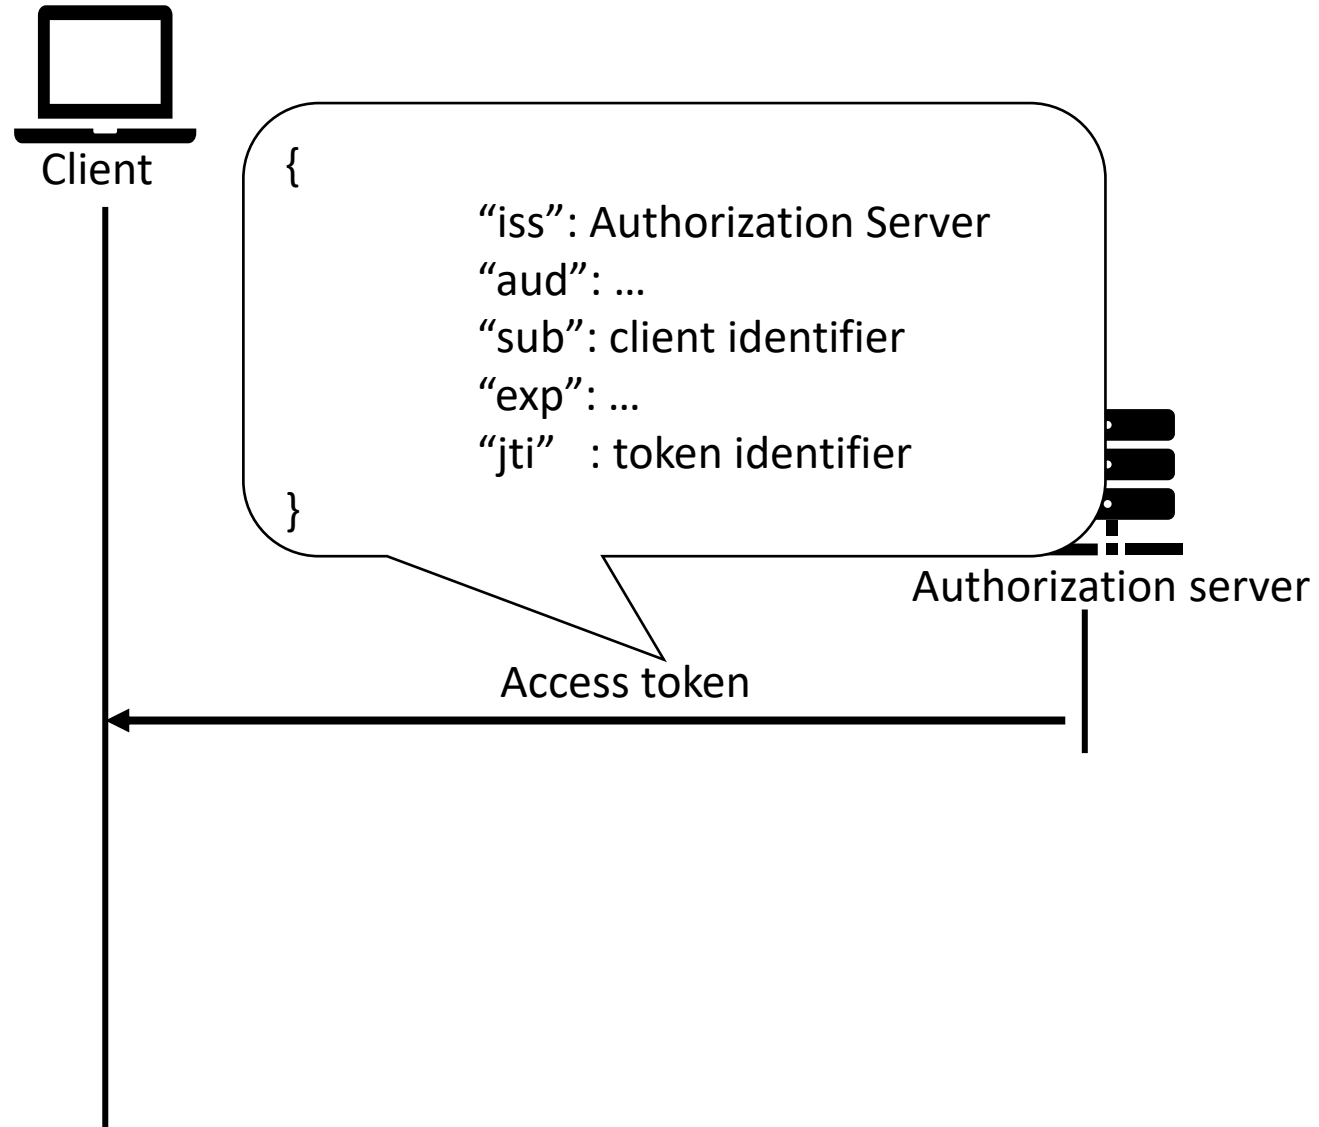 Client
{
“iss”: Authorization Server
“aud”: …
“sub”: client identifier
“exp”: …
“jti” : token identifier
}
Authorization server
Access token